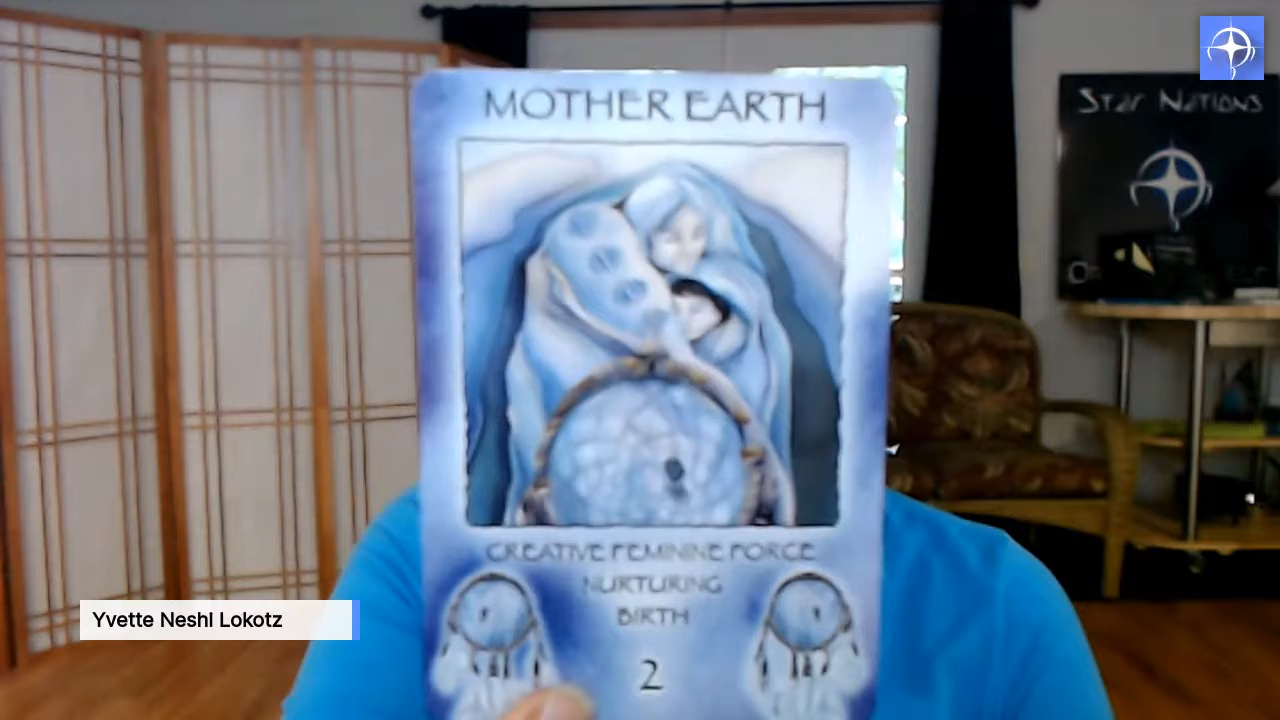 MOTHER EARTH
Star Nations
CREATIVE FEMININE FORCE
NURTURING
BIRTH
2
Yvette Neshi Lokotz